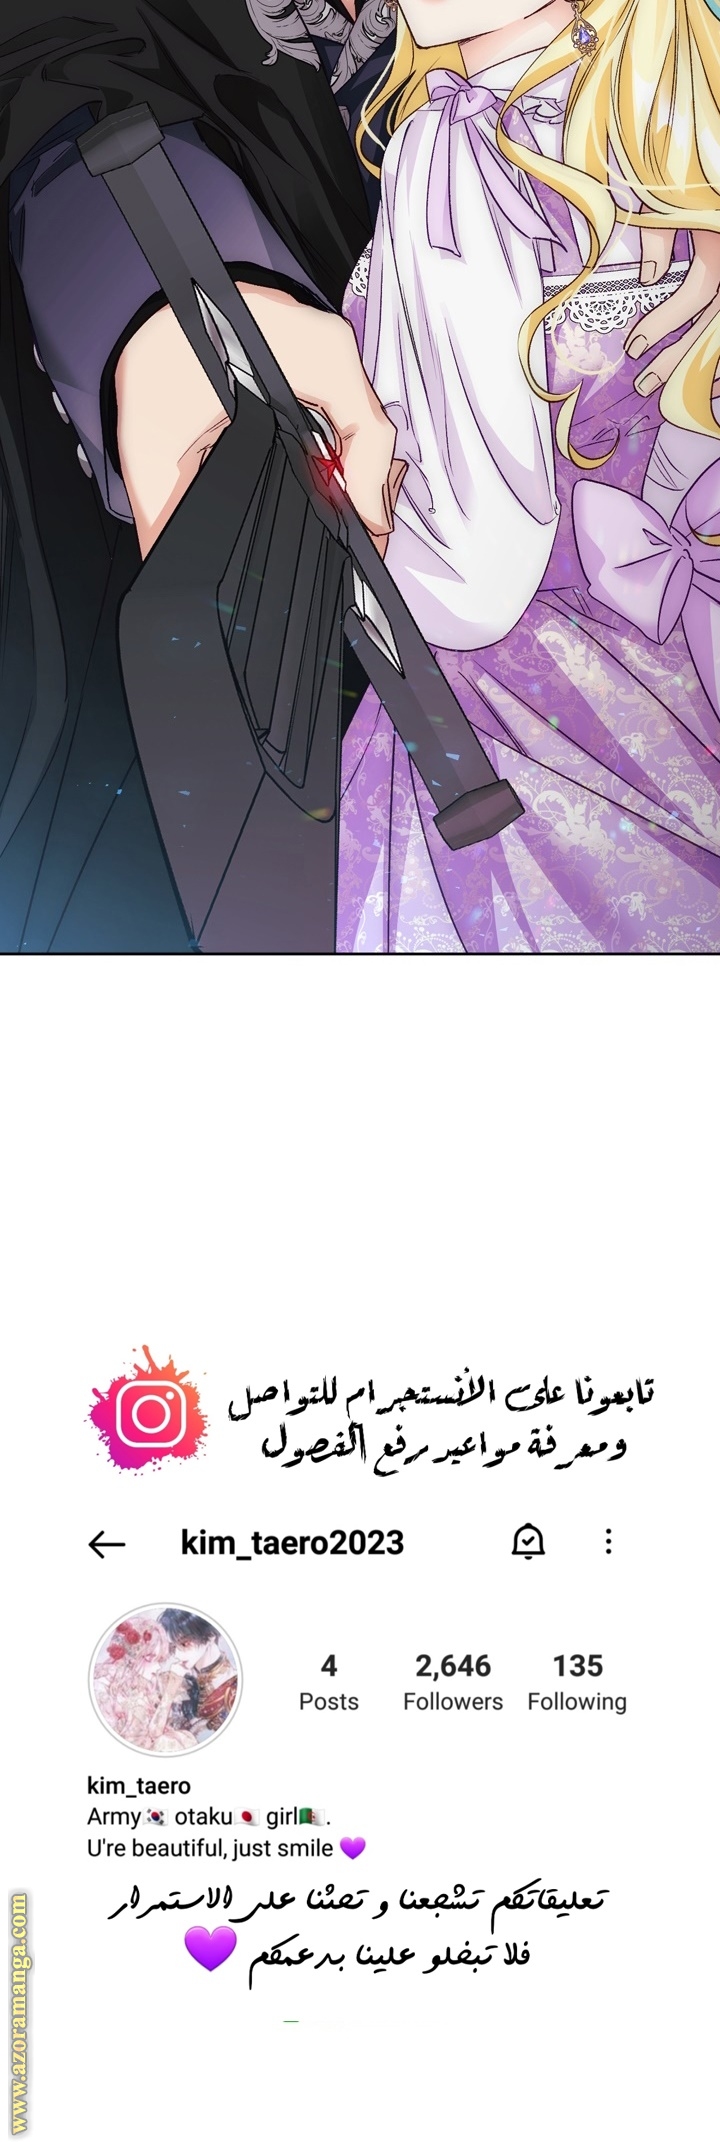 تابعونا على الأنستجرام للتواصل
ومعرفة مواعيد رفع الفصول
kim_taero2023
4 2,646 135
Posts Followers Following
kim_taero
Army🇰🇷 otaku🇯🇵 girl🇩🇿.
U're beautiful, just smile 💜
تعليقاتكم تشجعنا و تحثنا على الاستمرار
فلا تبخلو علينا بدعمكم 💜
www.azoramanga.com